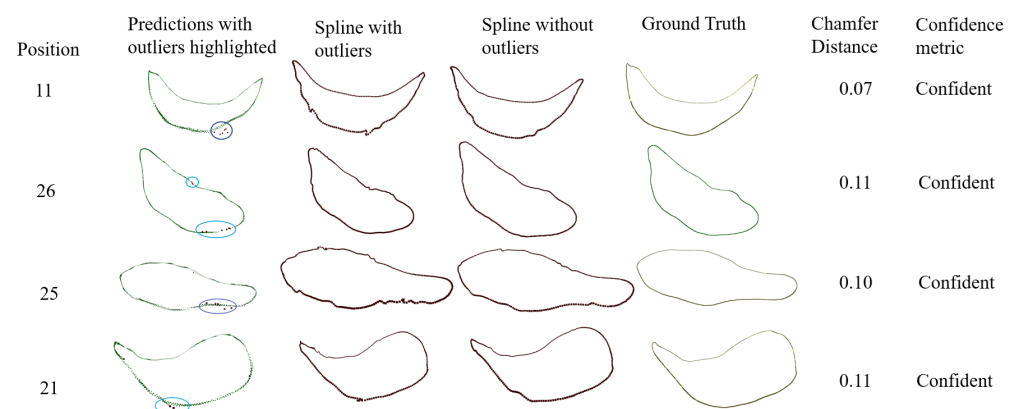 Position
Predictions with
outliers highlighted
Spline with
outliers
Spline without
outliers
Ground Truth
Chamfer
Distance
Confidence
metric
11
0.07
Confident
26
0.11
Confident
25
0.10
Confident
21
0.11
Confident